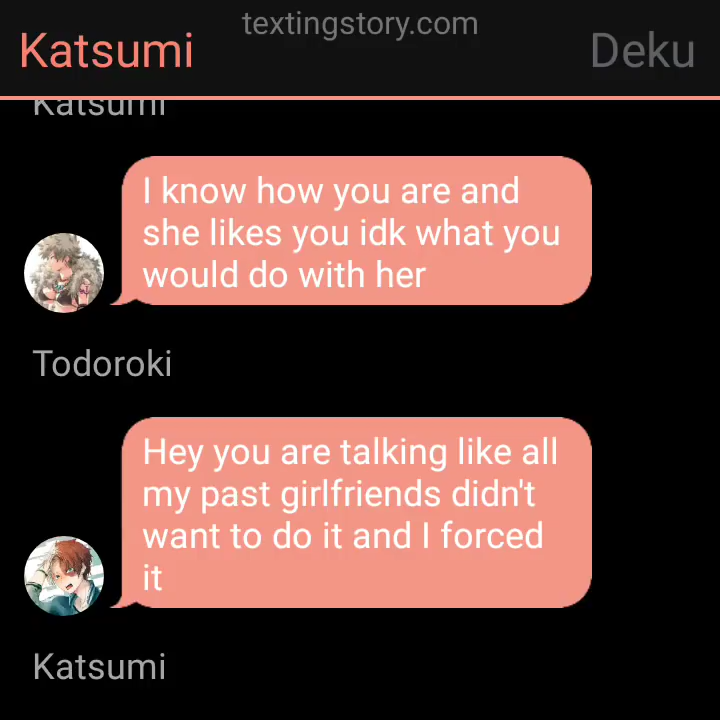 textingstory.com
Katsumi
Deku
Katsumi
I know how you are and
she likes you idk what you
would do with her
Todoroki
Hey you are talking like all
my past girlfriends didn't
want to do it and I forced
it
Katsumi